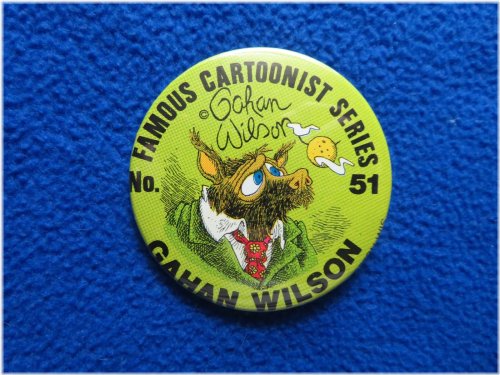 FAMOUS CARTOONIST SERIES
© Gahan
Wilson
No. 51
GAHAN WILSON